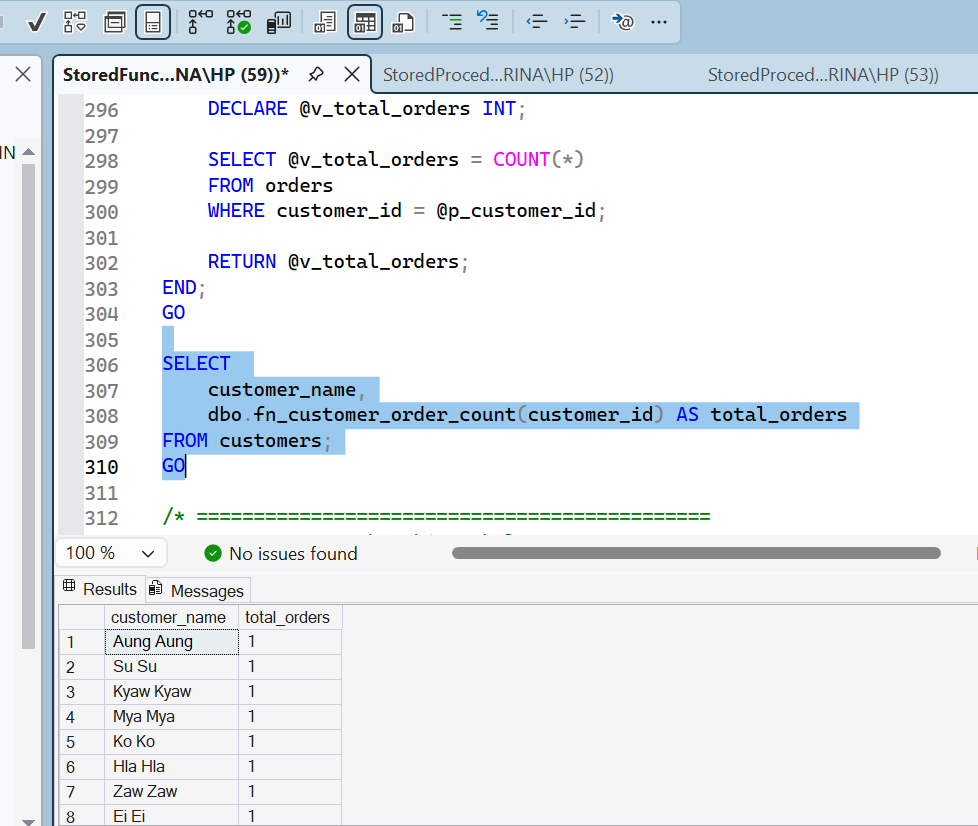 StoredFunc...NA\HP (59))*
StoredProced...RINA\HP (52))
StoredProced...RINA\HP (53))
IN
296 DECLARE @v_total_orders INT;
297
298 SELECT @v_total_orders = COUNT(*)
299 FROM orders
300 WHERE customer_id = @p_customer_id;
301
302 RETURN @v_total_orders;
303 END;
304 GO
305
306 SELECT
307 customer_name,
308 dbo.fn_customer_order_count(customer_id) AS total_orders
309 FROM customers;
310 GO
311
312 /* =============================================
100 %
No issues found
Results
Messages
customer_name total_orders
1 Aung Aung 1
2 Su Su 1
3 Kyaw Kyaw 1
4 Mya Mya 1
5 Ko Ko 1
6 Hla Hla 1
7 Zaw Zaw 1
8 Ei Ei 1